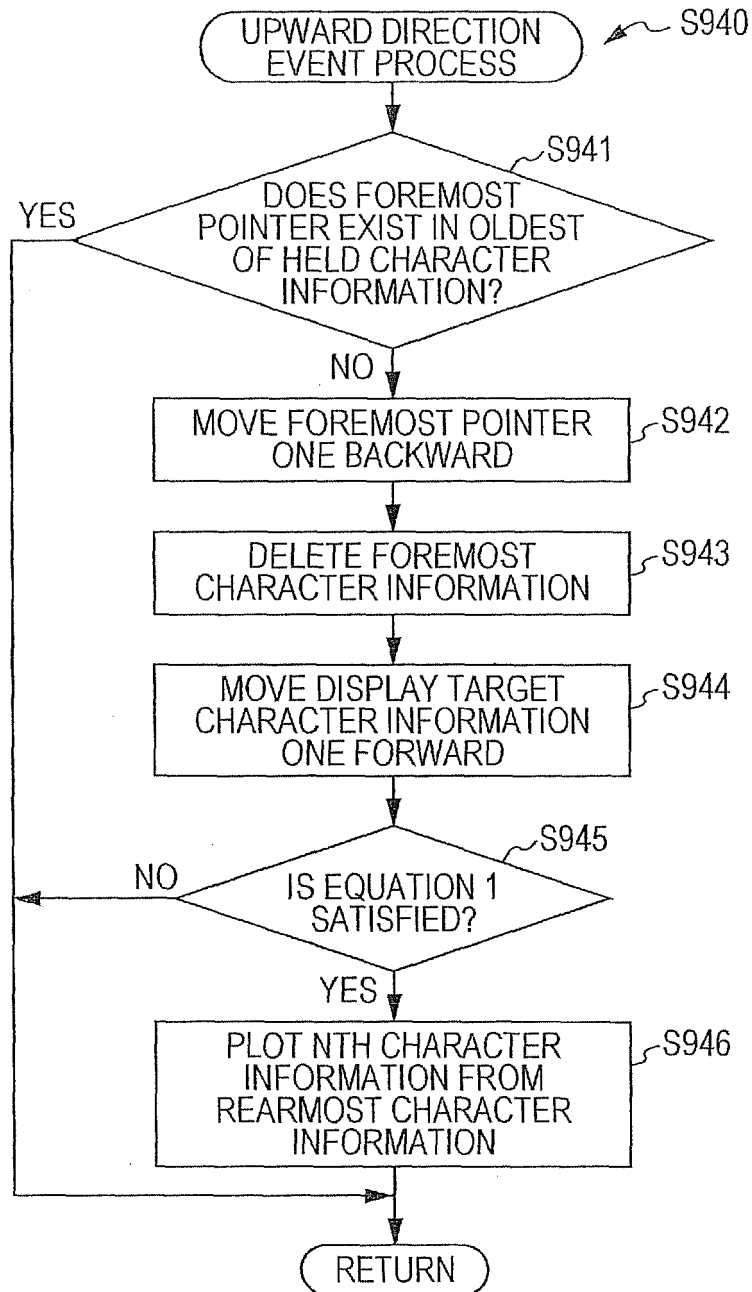 UPWARD DIRECTION
EVENT PROCESS
S940
S941
DOES FOREMOST
POINTER EXIST IN OLDEST
OF HELD CHARACTER
INFORMATION?
YES
NO
MOVE FOREMOST POINTER
ONE BACKWARD
S942
DELETE FOREMOST
CHARACTER INFORMATION
S943
MOVE DISPLAY TARGET
CHARACTER INFORMATION
ONE FORWARD
S944
S945
NO
IS EQUATION 1
SATISFIED?
YES
PLOT NTH CHARACTER
INFORMATION FROM
REARMOST CHARACTER
INFORMATION
S946
RETURN